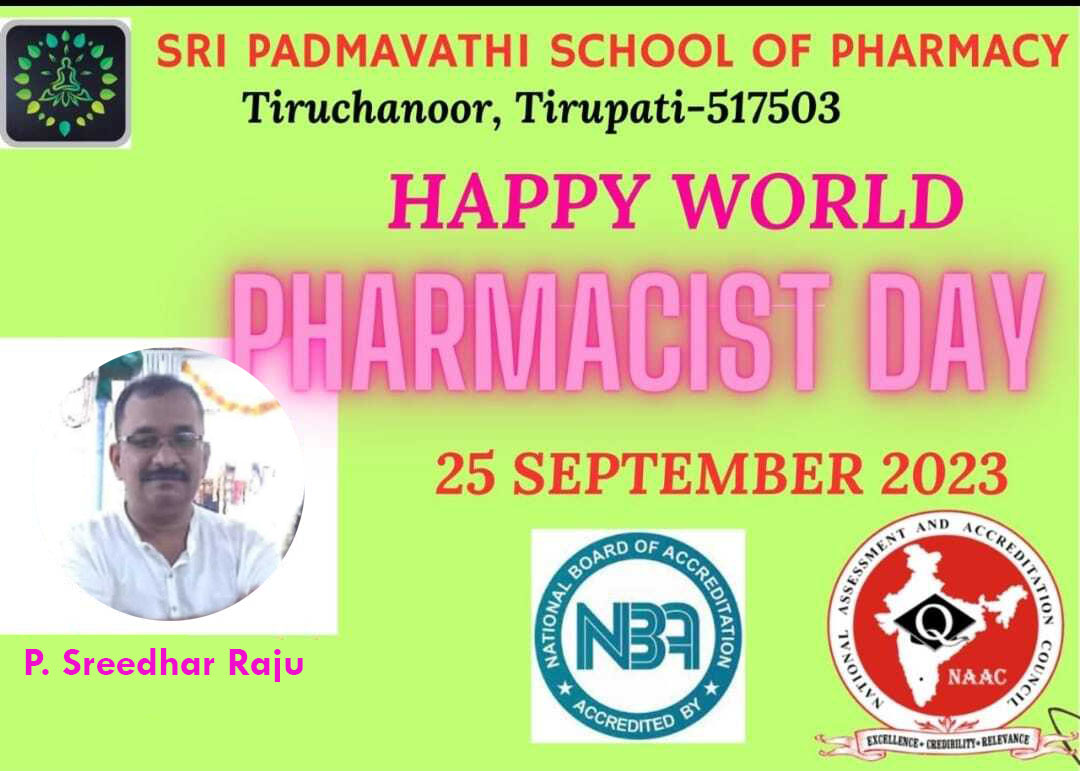 SRI PADMAVATHI SCHOOL OF PHARMACY
Tiruchanoor, Tirupati-517503
HAPPY WORLD
PHARMACIST DAY
25 SEPTEMBER 2023
P. Sreedhar Raju
NATIONAL BOARD OF ACCREDITATION
NBA
ACCREDITED BY
NATIONAL ASSESSMENT AND ACCREDITATION COUNCIL
Q
NAAC
EXCELLENCE • CREDIBILITY • RELEVANCE